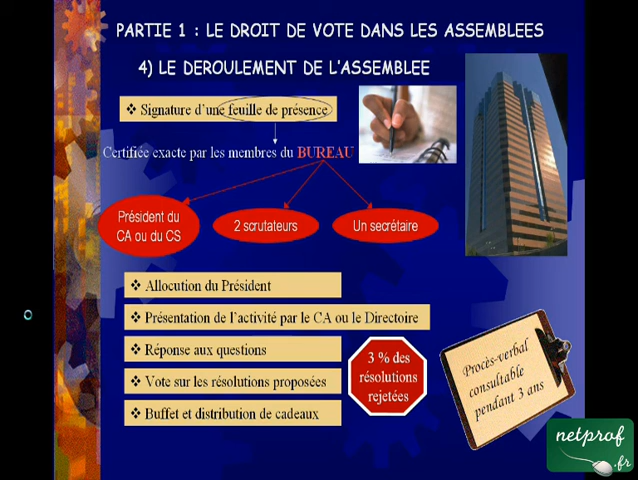 PARTIE 1 : LE DROIT DE VOTE DANS LES ASSEMBLEES
4) LE DEROULEMENT DE L'ASSEMBLEE
❖ Signature d'une feuille de présence
Certifiée exacte par les membres du BUREAU
Président du
CA ou du CS
2 scrutateurs
Un secrétaire
❖ Allocution du Président
❖ Présentation de l'activité par le CA ou le Directoire
❖ Réponse aux questions
❖ Vote sur les résolutions proposées
❖ Buffet et distribution de cadeaux
3 % des
résolutions
rejetées
Procès-verbal
consultable
pendant 3 ans
netprof
.fr